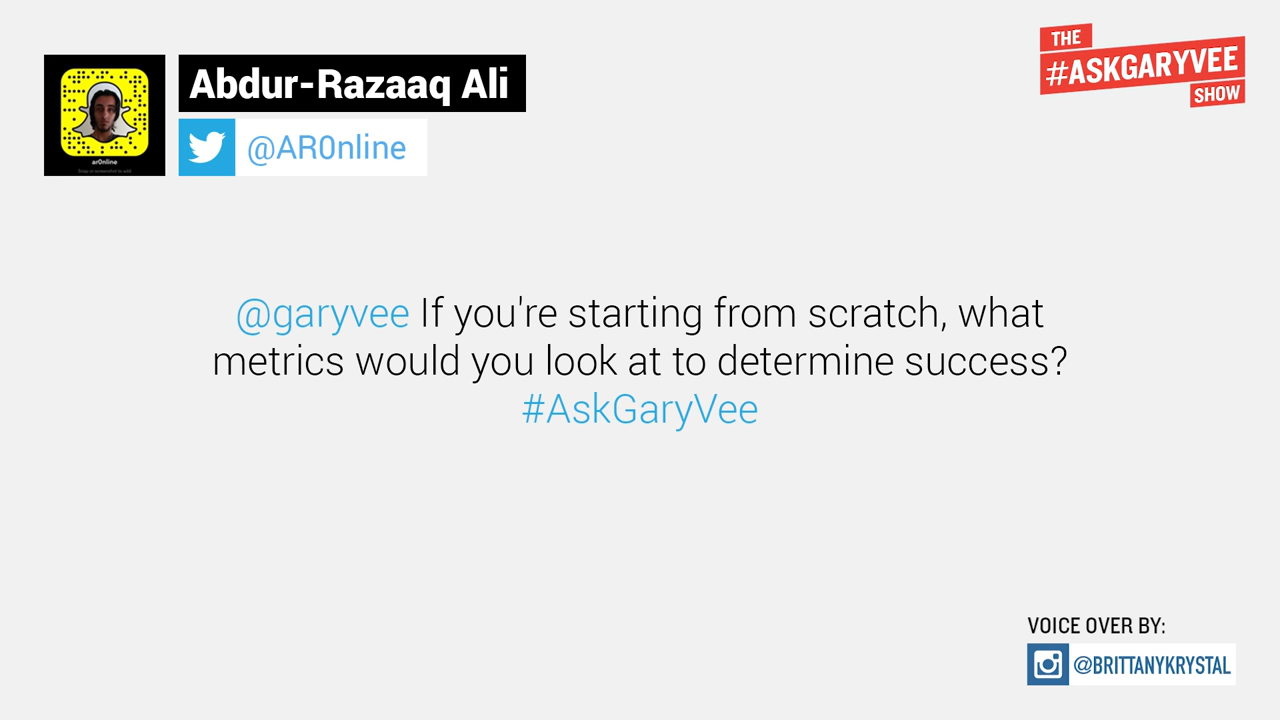 Abdur-Razaaq Ali
@AR0nline
ar0nline
THE
#ASKGARYVEE
SHOW
@garyvee If you're starting from scratch, what
metrics would you look at to determine success?
#AskGaryVee
VOICE OVER BY:
@BRITTANYKRYSTAL